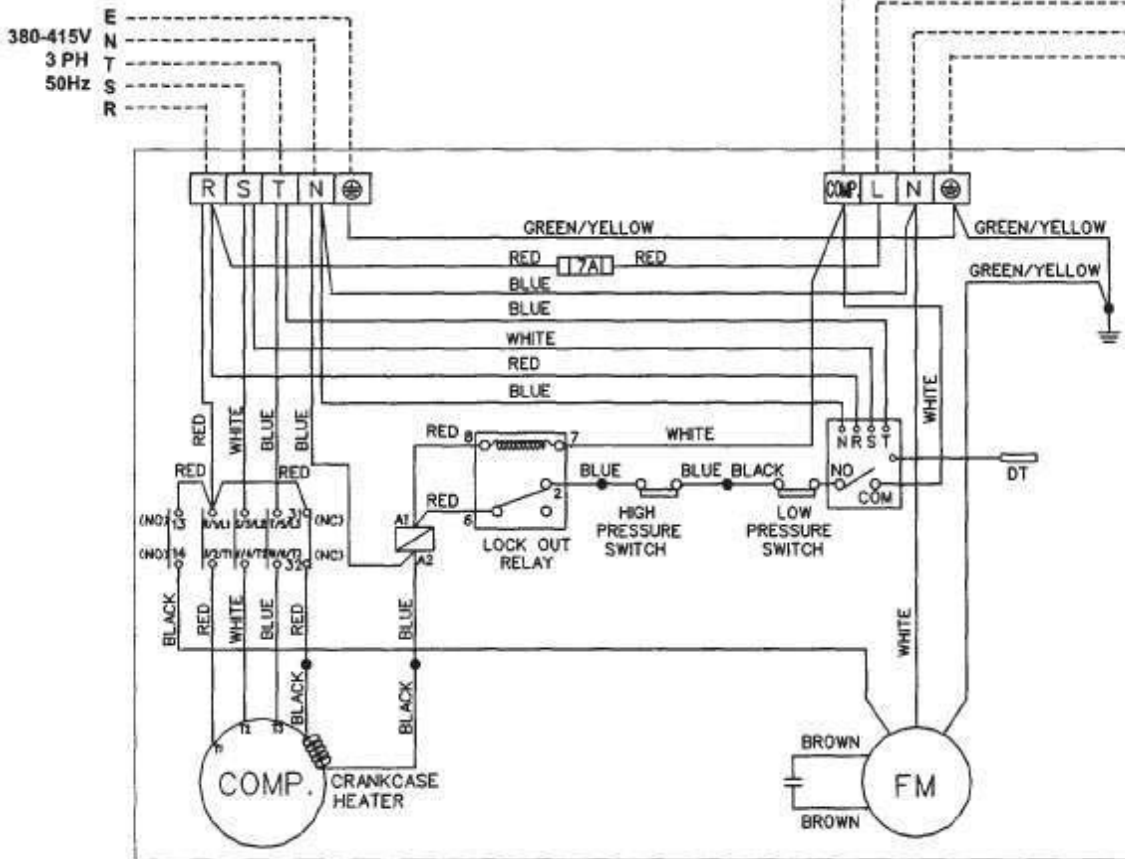 E
380-415V N
3 PH T
50Hz S
R
R S T N
COMP. L N
GREEN/YELLOW
GREEN/YELLOW
RED 7A RED
GREEN/YELLOW
BLUE
BLUE
WHITE
RED
BLUE
WHITE
RED WHITE BLUE BLUE
RED 8 7 WHITE
N R S T
RED RED
BLUE BLUE BLACK NO
DT
RED 2
COM
6
(NO) 13 31 (NC)
A1
HIGH
PRESSURE
SWITCH
LOW
PRESSURE
SWITCH
LOCK OUT
RELAY
(NO) 14 32 (NC)
A2
BLACK RED WHITE BLUE RED BLUE
WHITE
BLACK BLACK
T1 T2 T3
COMP.
CRANKCASE
HEATER
BROWN
FM
BROWN